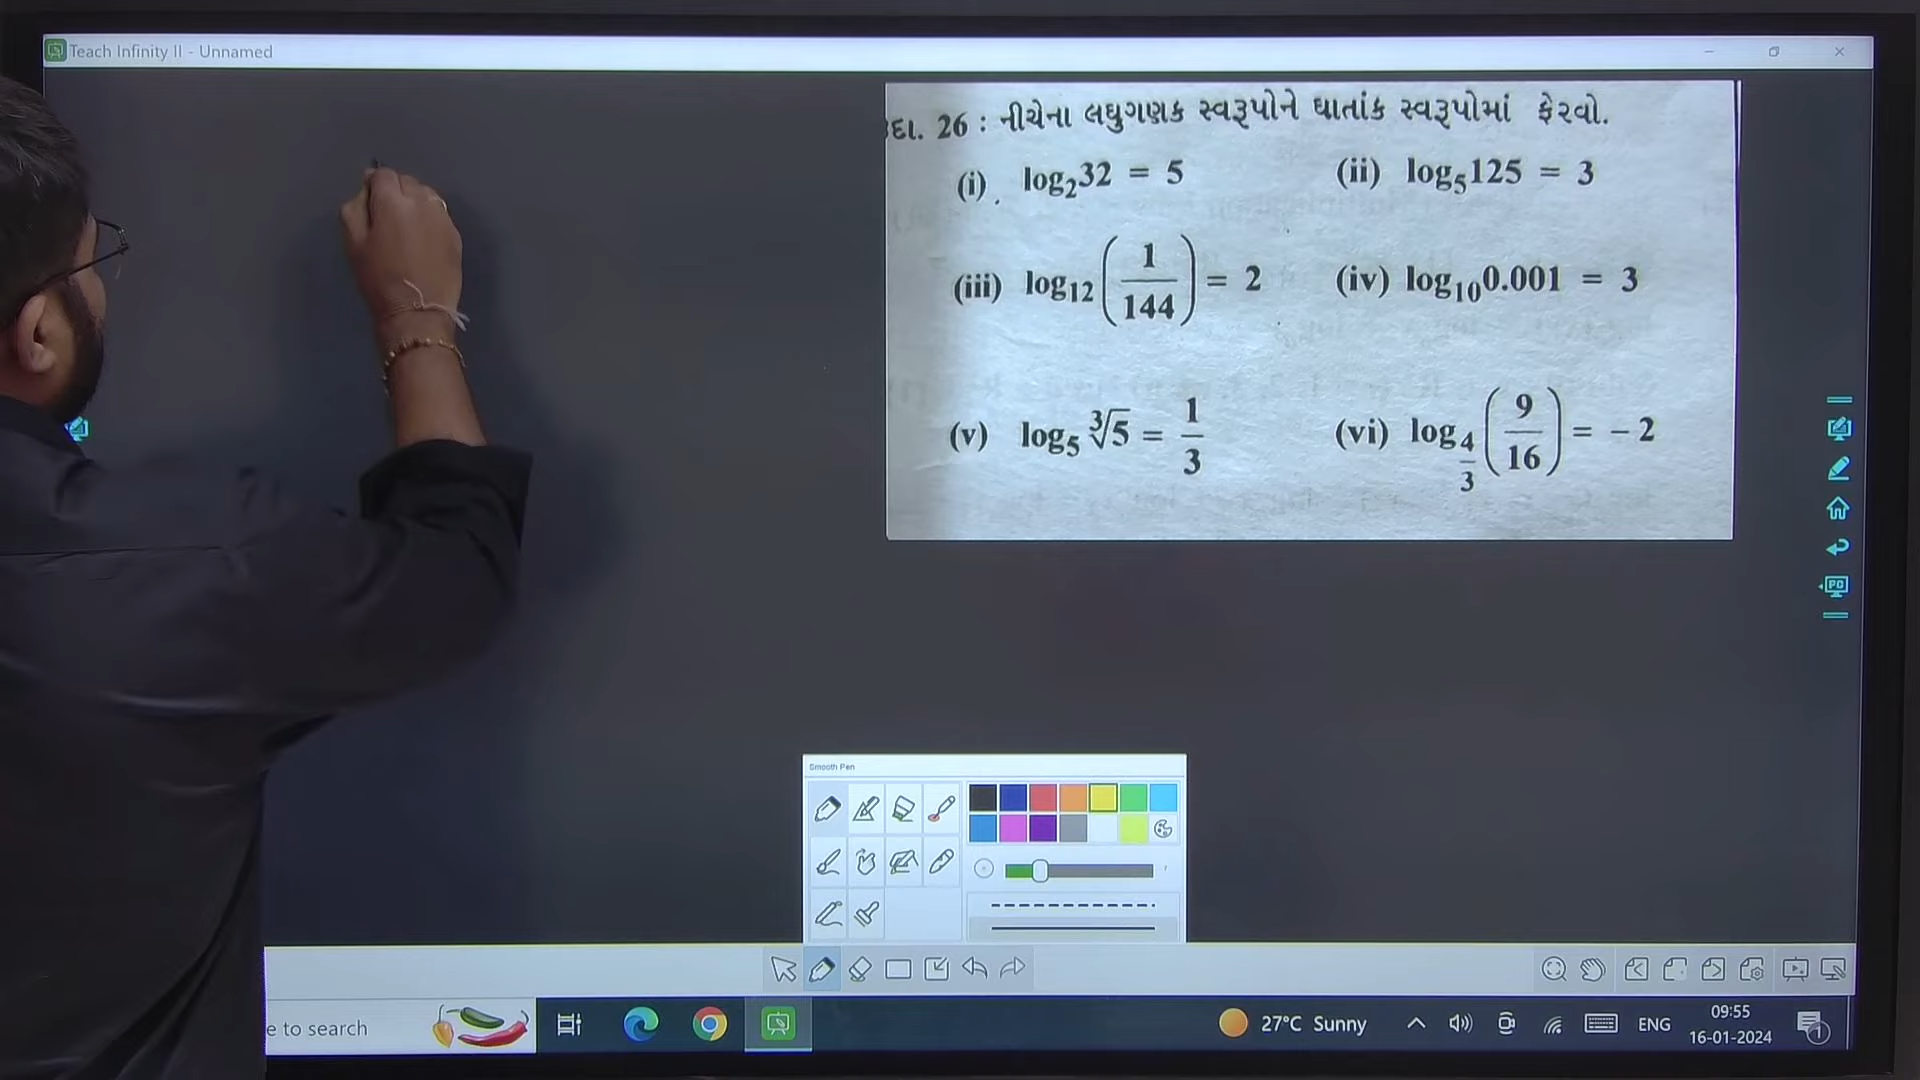 Teach Infinity II - Unnamed
દા. 26 : નીચેના લઘુગણક સ્વરૂપોને ઘાતાંક સ્વરૂપોમાં ફેરવો.
(i) log₂32 = 5 (ii) log₅125 = 3
(iii) log₁₂(1/144) = 2 (iv) log₁₀0.001 = 3
(v) log₅ ∛5 = 1/3 (vi) log_(4/3)(9/16) = – 2
Smooth Pen
e to search
27°C Sunny
ENG
09:55
16-01-2024
1